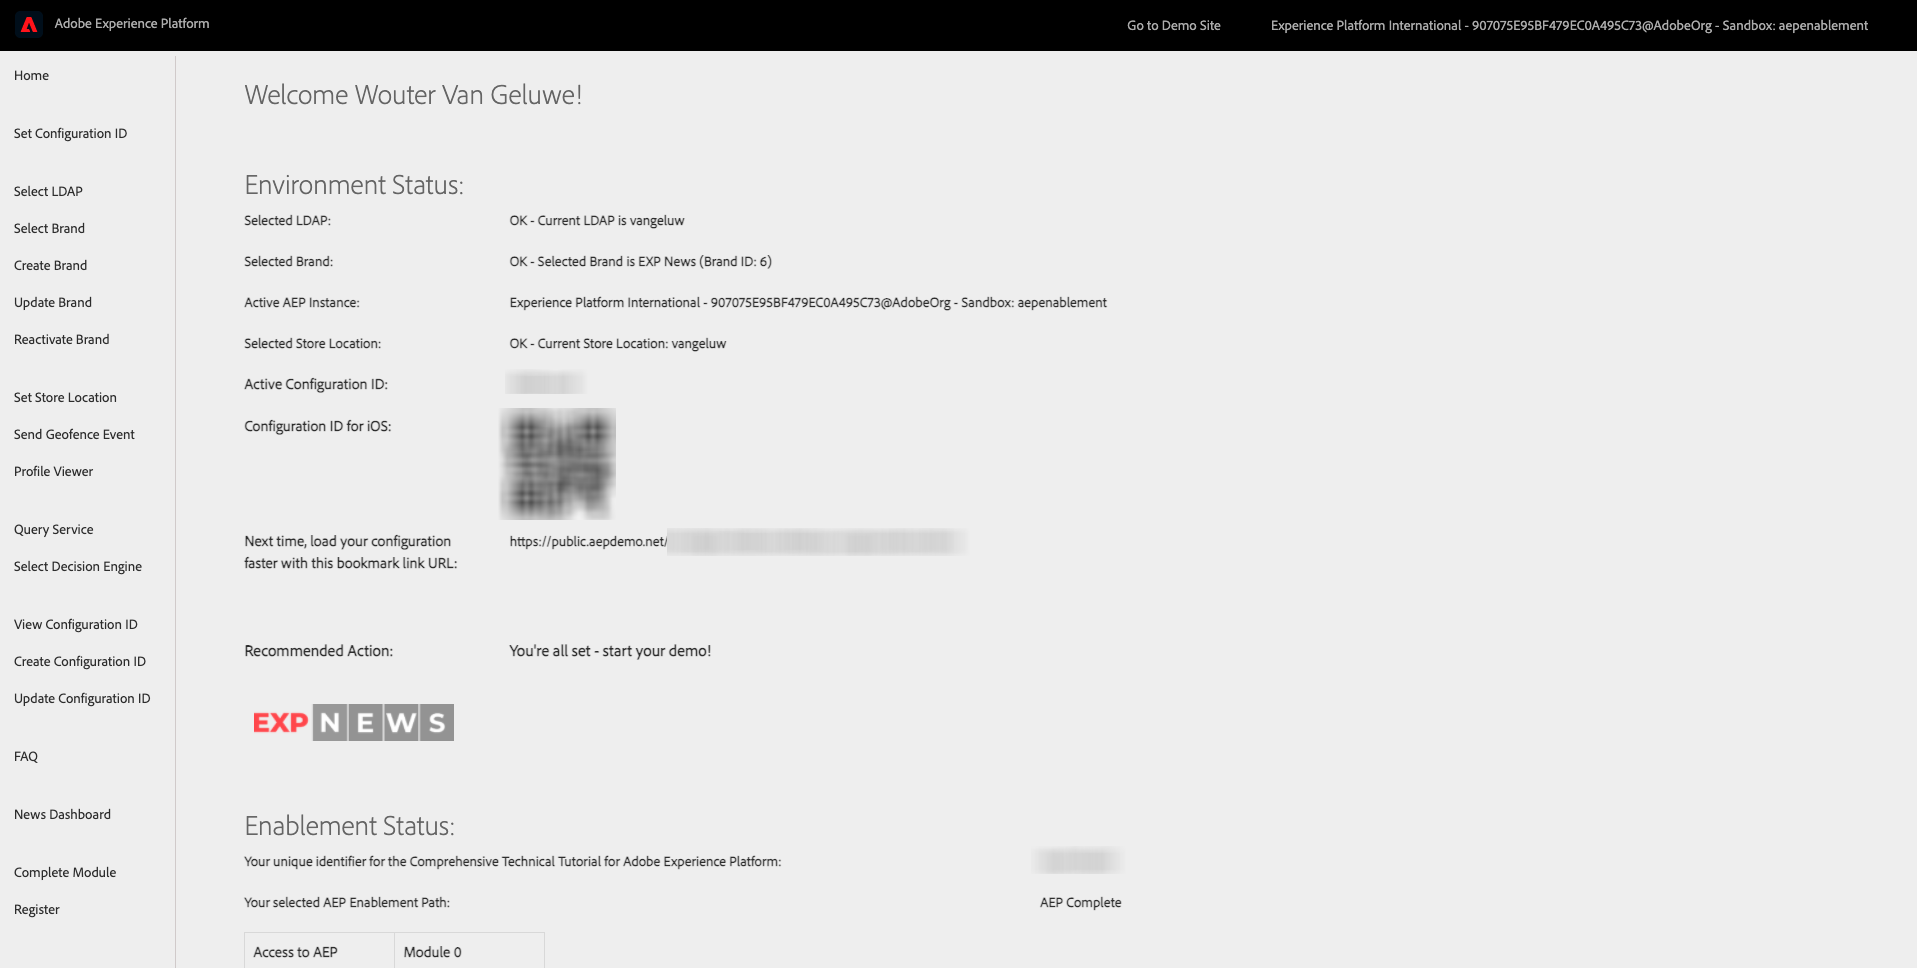 Adobe Experience Platform
Go to Demo Site
Experience Platform International - 907075E95BF479EC0A495C73@AdobeOrg - Sandbox: aepenablement
Home
Set Configuration ID
Select LDAP
Select Brand
Create Brand
Update Brand
Reactivate Brand
Set Store Location
Send Geofence Event
Profile Viewer
Query Service
Select Decision Engine
View Configuration ID
Create Configuration ID
Update Configuration ID
FAQ
News Dashboard
Complete Module
Register
Welcome Wouter Van Geluwe!
Environment Status:
Selected LDAP: OK - Current LDAP is vangeluw
Selected Brand: OK - Selected Brand is EXP News (Brand ID: 6)
Active AEP Instance: Experience Platform International - 907075E95BF479EC0A495C73@AdobeOrg - Sandbox: aepenablement
Selected Store Location: OK - Current Store Location: vangeluw
Active Configuration ID:
Configuration ID for iOS:
Next time, load your configuration
faster with this bookmark link URL:
https://public.aepdemo.net/
Recommended Action: You're all set - start your demo!
EXP NEWS
Enablement Status:
Your unique identifier for the Comprehensive Technical Tutorial for Adobe Experience Platform:
Your selected AEP Enablement Path: AEP Complete
Access to AEP Module 0